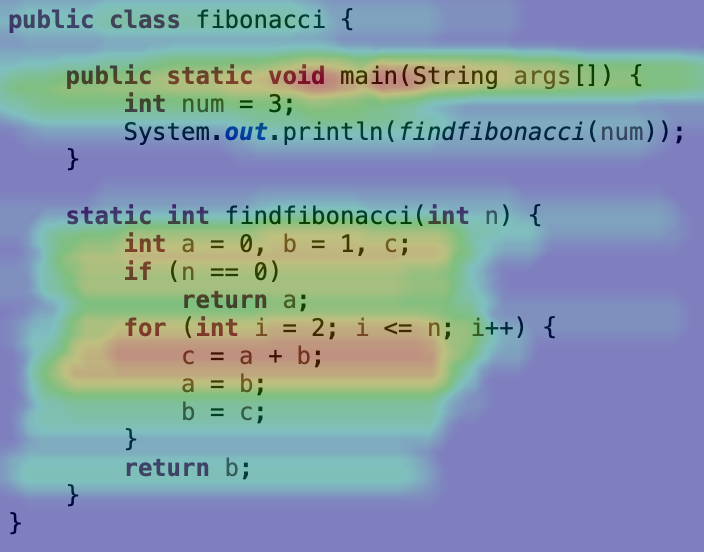 public class fibonacci {
    public static void main(String args[]) {
        int num = 3;
        System.out.println(findfibonacci(num));
    }
    static int findfibonacci(int n) {
        int a = 0, b = 1, c;
        if (n == 0)
            return a;
        for (int i = 2; i <= n; i++) {
            c = a + b;
            a = b;
            b = c;
        }
        return b;
    }
}